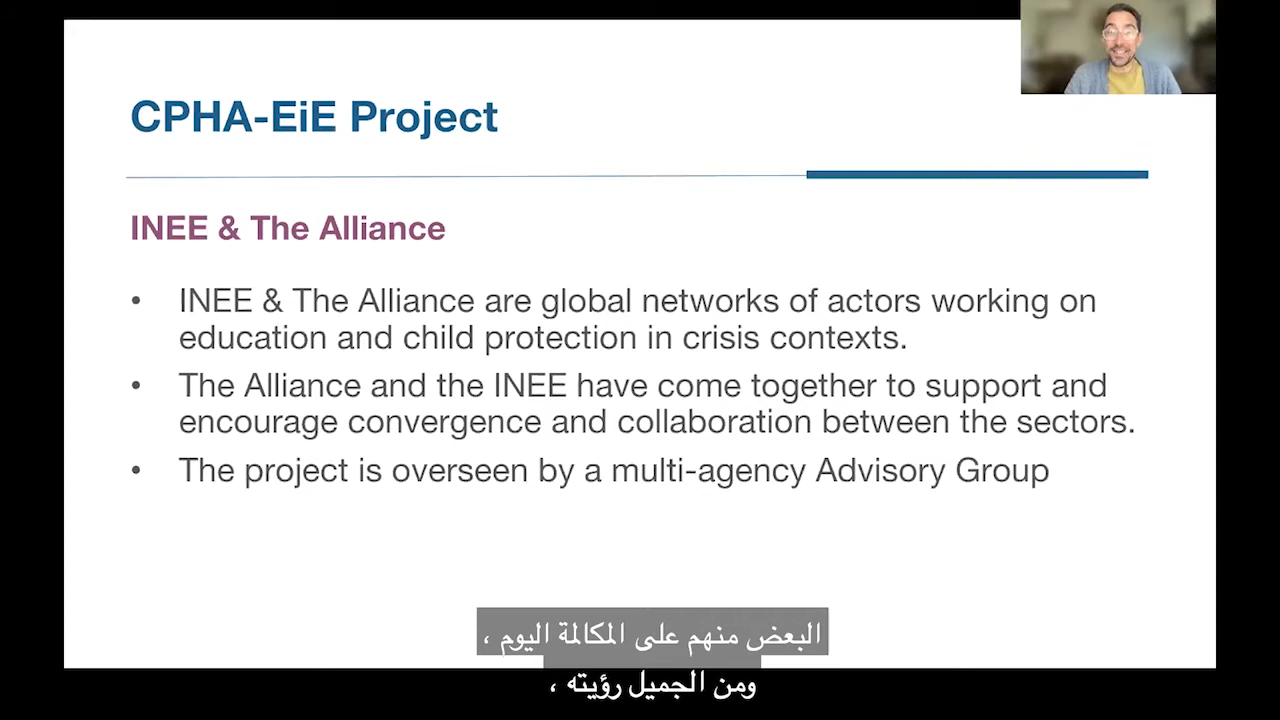 CPHA-EiE Project
INEE & The Alliance
• INEE & The Alliance are global networks of actors working on
education and child protection in crisis contexts.
• The Alliance and the INEE have come together to support and
encourage convergence and collaboration between the sectors.
• The project is overseen by a multi-agency Advisory Group
البعض منهم على المكالمة اليوم ،
ومن الجميل رؤيته ،